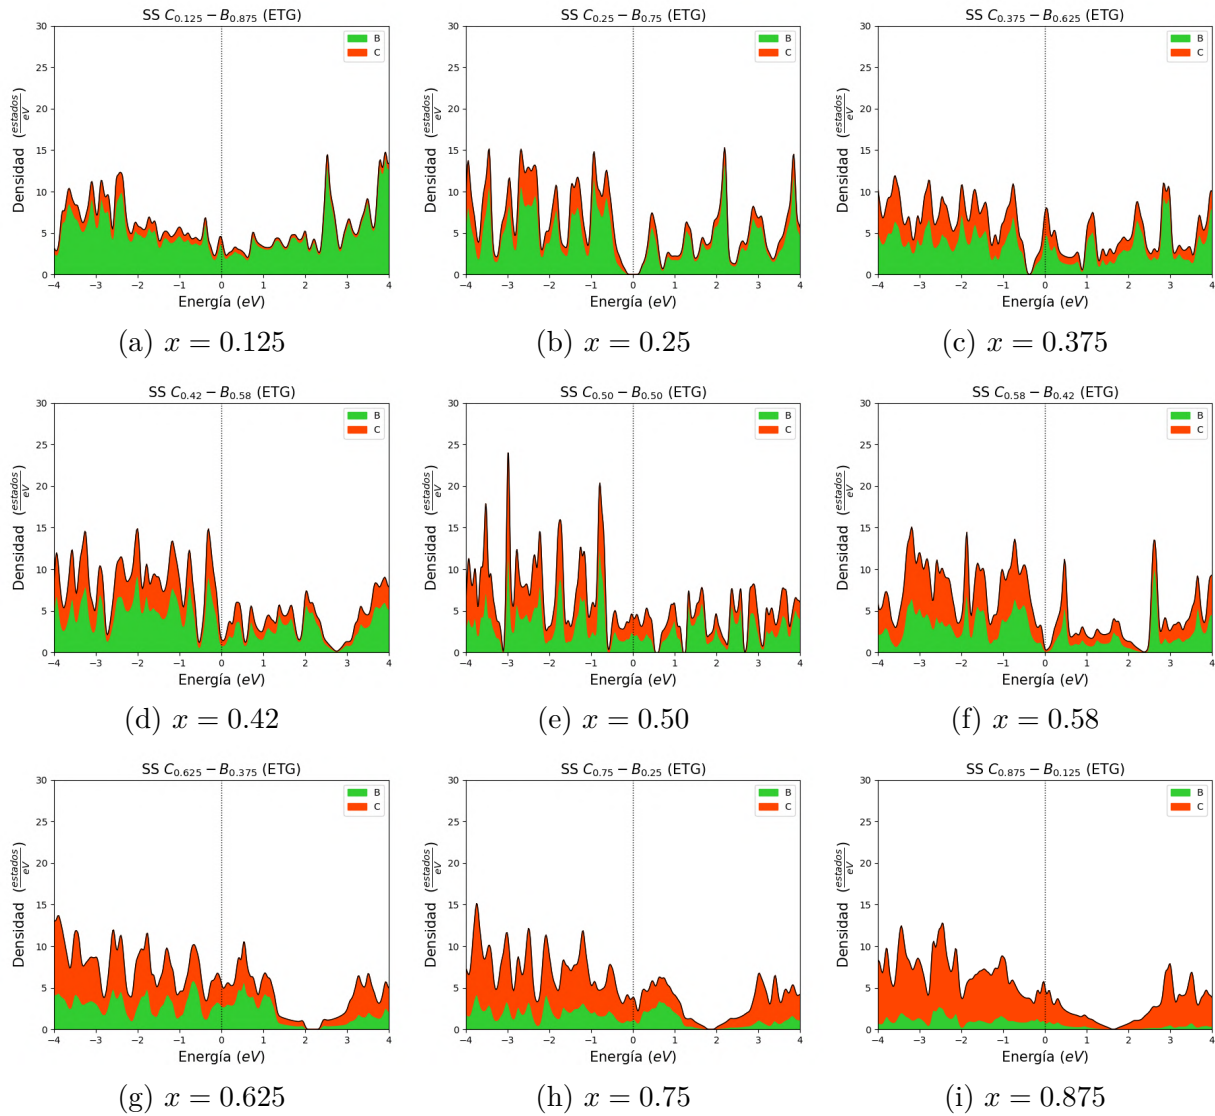 SS C0.125 − B0.875 (ETG)
B
C
Densidad (estados/eV)
30
25
20
15
10
5
0
−4 −3 −2 −1 0 1 2 3 4
Energía (eV)
(a) x = 0.125
SS C0.25 − B0.75 (ETG)
B
C
Densidad (estados/eV)
30
25
20
15
10
5
0
−4 −3 −2 −1 0 1 2 3 4
Energía (eV)
(b) x = 0.25
SS C0.375 − B0.625 (ETG)
B
C
Densidad (estados/eV)
30
25
20
15
10
5
0
−4 −3 −2 −1 0 1 2 3 4
Energía (eV)
(c) x = 0.375
SS C0.42 − B0.58 (ETG)
B
C
Densidad (estados/eV)
30
25
20
15
10
5
0
−4 −3 −2 −1 0 1 2 3 4
Energía (eV)
(d) x = 0.42
SS C0.50 − B0.50 (ETG)
B
C
Densidad (estados/eV)
30
25
20
15
10
5
0
−4 −3 −2 −1 0 1 2 3 4
Energía (eV)
(e) x = 0.50
SS C0.58 − B0.42 (ETG)
B
C
Densidad (estados/eV)
30
25
20
15
10
5
0
−4 −3 −2 −1 0 1 2 3 4
Energía (eV)
(f) x = 0.58
SS C0.625 − B0.375 (ETG)
B
C
Densidad (estados/eV)
30
25
20
15
10
5
0
−4 −3 −2 −1 0 1 2 3 4
Energía (eV)
(g) x = 0.625
SS C0.75 − B0.25 (ETG)
B
C
Densidad (estados/eV)
30
25
20
15
10
5
0
−4 −3 −2 −1 0 1 2 3 4
Energía (eV)
(h) x = 0.75
SS C0.875 − B0.125 (ETG)
B
C
Densidad (estados/eV)
30
25
20
15
10
5
0
−4 −3 −2 −1 0 1 2 3 4
Energía (eV)
(i) x = 0.875